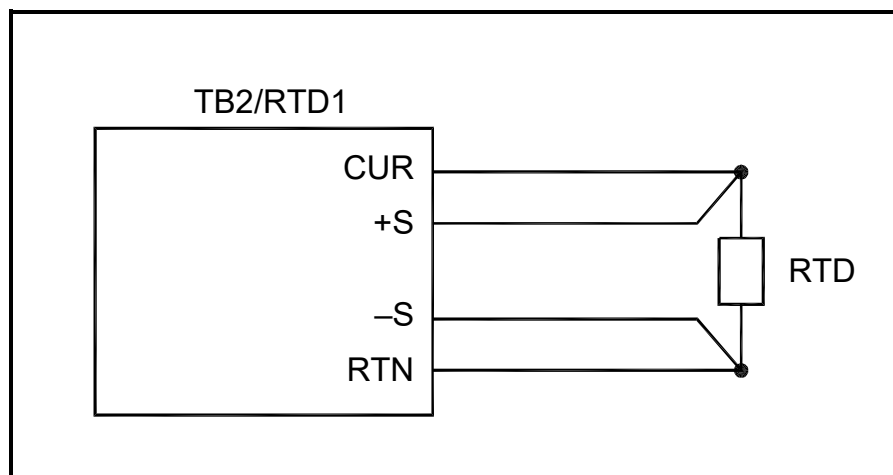 TB2/RTD1
CUR
+S
RTD
–S
RTN